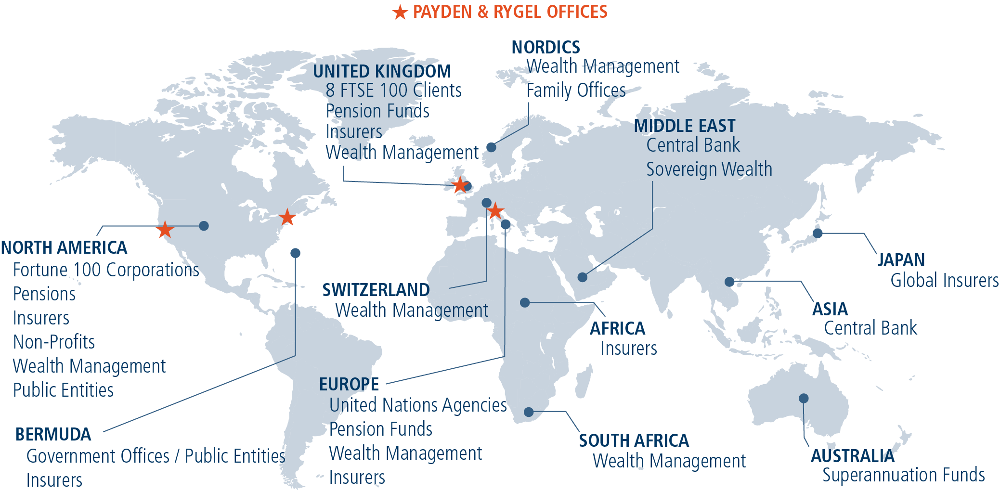 PAYDEN & RYGEL OFFICES
NORDICS
Wealth Management
Family Offices
UNITED KINGDOM
8 FTSE 100 Clients
Pension Funds
Insurers
Wealth Management
MIDDLE EAST
Central Bank
Sovereign Wealth
NORTH AMERICA
Fortune 100 Corporations
Pensions
Insurers
Non-Profits
Wealth Management
Public Entities
JAPAN
Global Insurers
SWITZERLAND
Wealth Management
ASIA
Central Bank
AFRICA
Insurers
EUROPE
United Nations Agencies
Pension Funds
Wealth Management
Insurers
BERMUDA
Government Offices / Public Entities
Insurers
SOUTH AFRICA
Wealth Management
AUSTRALIA
Superannuation Funds